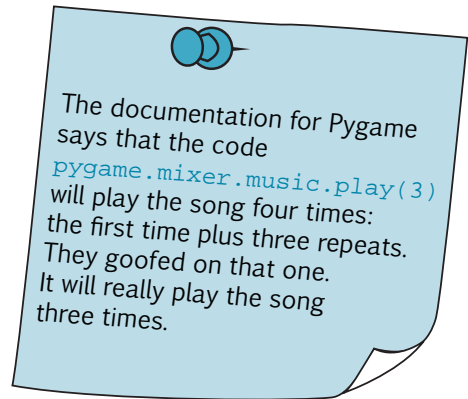 The documentation for Pygame
says that the code
pygame.mixer.music.play(3)
will play the song four times:
the first time plus three repeats.
They goofed on that one.
It will really play the song
three times.